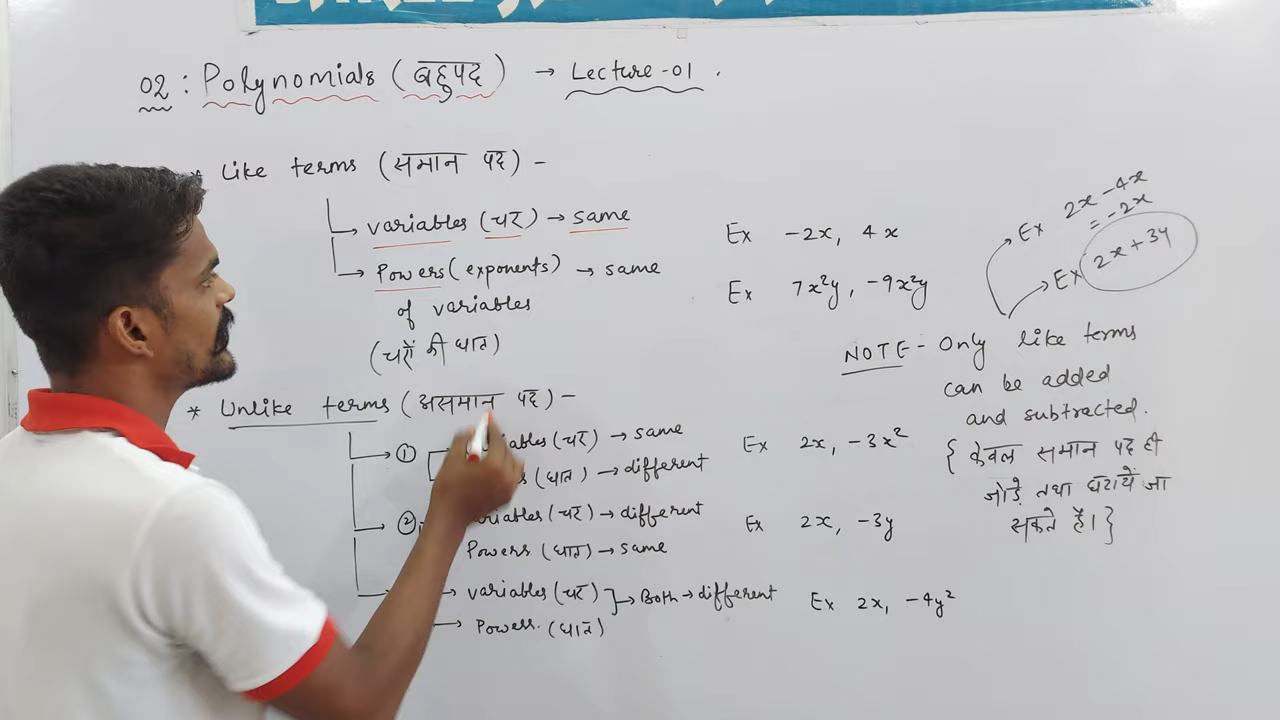 02 : Polynomials (बहुपद) → Lecture-01 .
* Like terms (समान पद) -
→ variables (चर) → same
→ Powers (exponents) → same
of variables
(चरों की घात)
Ex -2x, 4x
Ex 7x²y, -9x²y
Ex 2x - 4x
= -2x
Ex 2x + 3y
NOTE - Only like terms
can be added
and subtracted.
{ केवल समान पद ही
जोड़े तथा घटाये जा
सकते है। }
* Unlike terms (असमान पद) -
① (चर) → same
(घात) → different
Ex 2x, -3x²
② variables (चर) → different
Powers (घात) → same
Ex 2x, -3y
→ variables (चर) → Both → different
→ Powers. (घात)
Ex 2x, -4y²